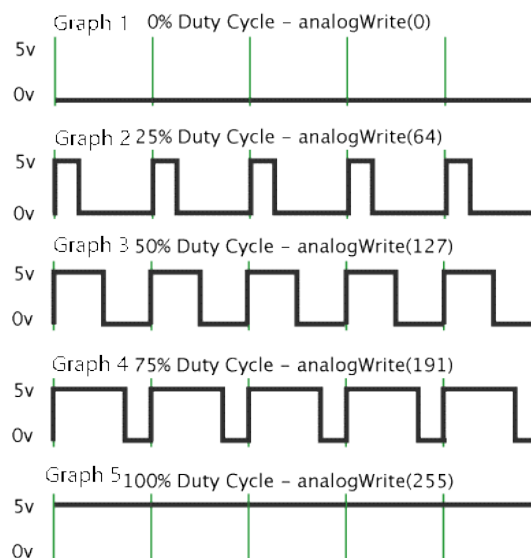 Graph 1 0% Duty Cycle – analogWrite(0)
5v
0v
Graph 2 25% Duty Cycle – analogWrite(64)
5v
0v
Graph 3 50% Duty Cycle – analogWrite(127)
5v
0v
Graph 4 75% Duty Cycle – analogWrite(191)
5v
0v
Graph 5 100% Duty Cycle – analogWrite(255)
5v
0v